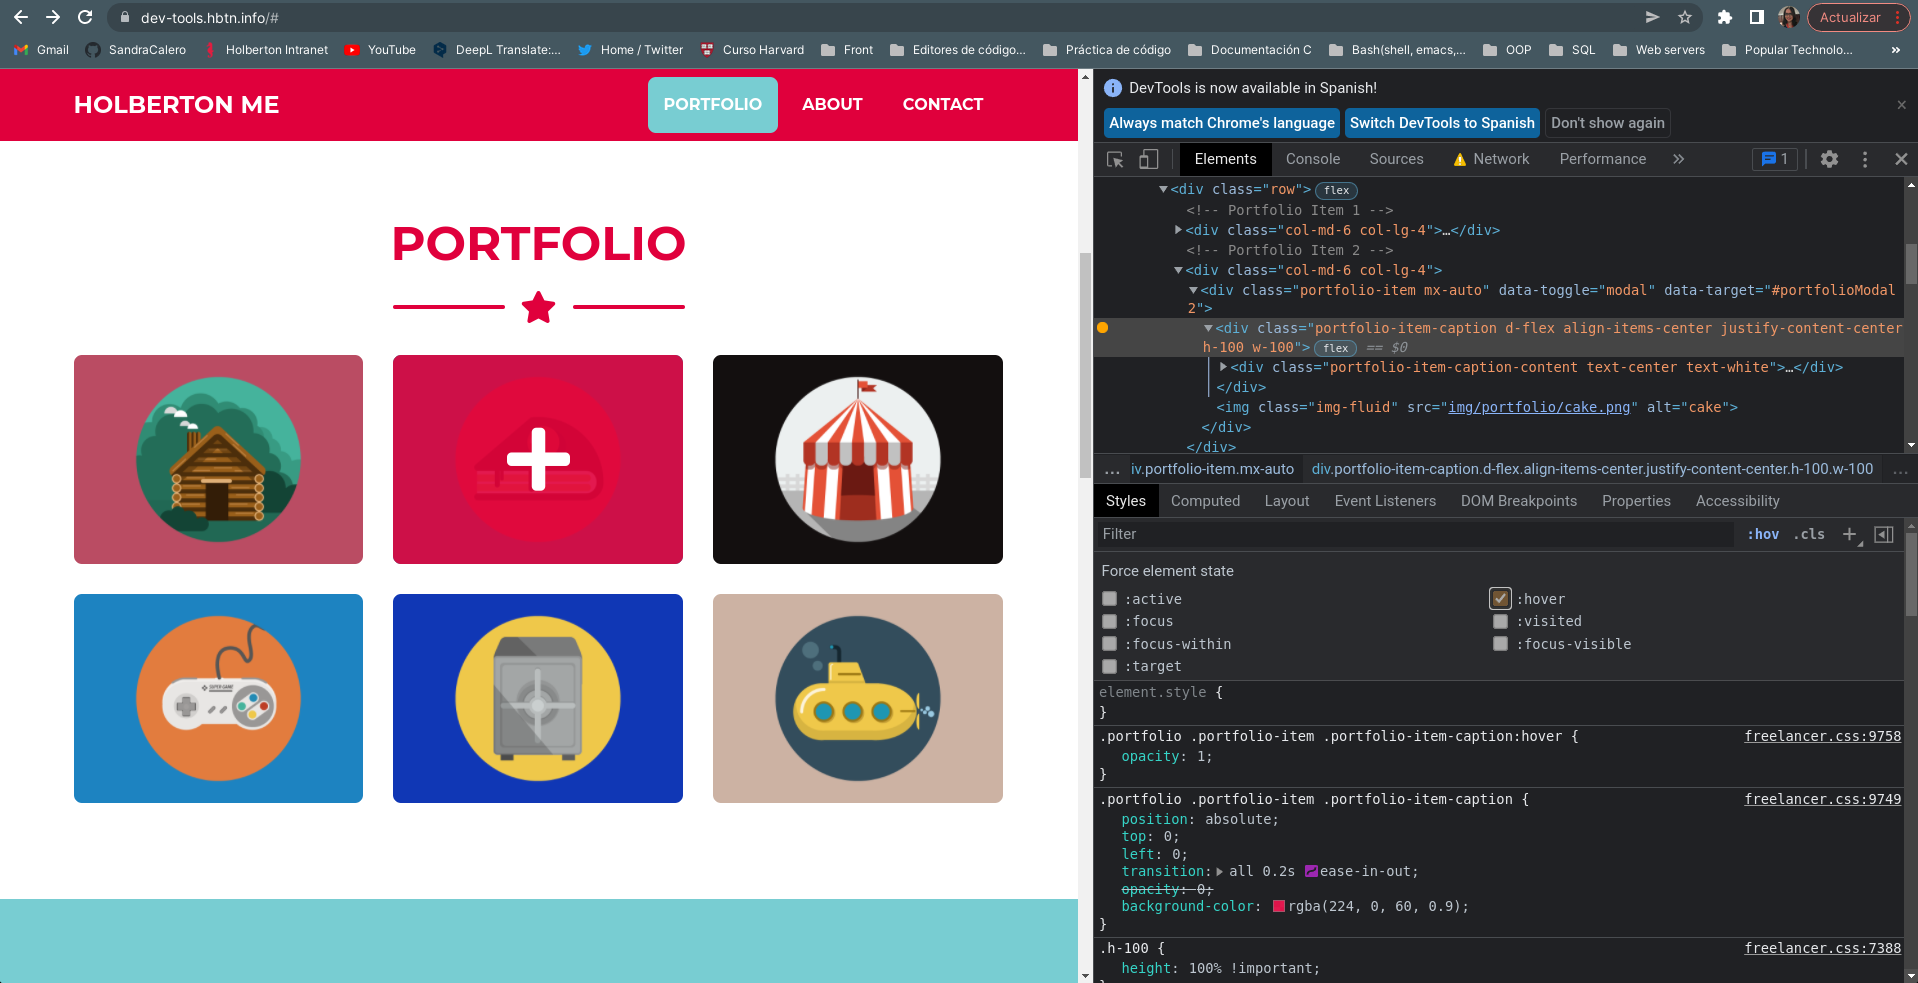 dev-tools.hbtn.info/#
Actualizar
Gmail SandraCalero Holberton Intranet YouTube DeepL Translate:... Home / Twitter Curso Harvard Front Editores de código... Práctica de código Documentación C Bash(shell, emacs,... OOP SQL Web servers Popular Technolo... »
HOLBERTON ME PORTFOLIO ABOUT CONTACT
PORTFOLIO
SUPER GAME
DevTools is now available in Spanish!
Always match Chrome's language Switch DevTools to Spanish Don't show again
Elements Console Sources Network Performance » 1
<div class="row"> flex
<!-- Portfolio Item 1 -->
<div class="col-md-6 col-lg-4">…</div>
<!-- Portfolio Item 2 -->
<div class="col-md-6 col-lg-4">
<div class="portfolio-item mx-auto" data-toggle="modal" data-target="#portfolioModal
2">
<div class="portfolio-item-caption d-flex align-items-center justify-content-center
h-100 w-100"> flex == $0
<div class="portfolio-item-caption-content text-center text-white">…</div>
</div>
<img class="img-fluid" src="img/portfolio/cake.png" alt="cake">
</div>
</div>
... iv.portfolio-item.mx-auto div.portfolio-item-caption.d-flex.align-items-center.justify-content-center.h-100.w-100 ...
Styles Computed Layout Event Listeners DOM Breakpoints Properties Accessibility
Filter :hov .cls +
Force element state
:active :hover
:focus :visited
:focus-within :focus-visible
:target
element.style {
}
.portfolio .portfolio-item .portfolio-item-caption:hover { freelancer.css:9758
opacity: 1;
}
.portfolio .portfolio-item .portfolio-item-caption { freelancer.css:9749
position: absolute;
top: 0;
left: 0;
transition: all 0.2s ease-in-out;
opacity: 0;
background-color: rgba(224, 0, 60, 0.9);
}
.h-100 { freelancer.css:7388
height: 100% !important;
}